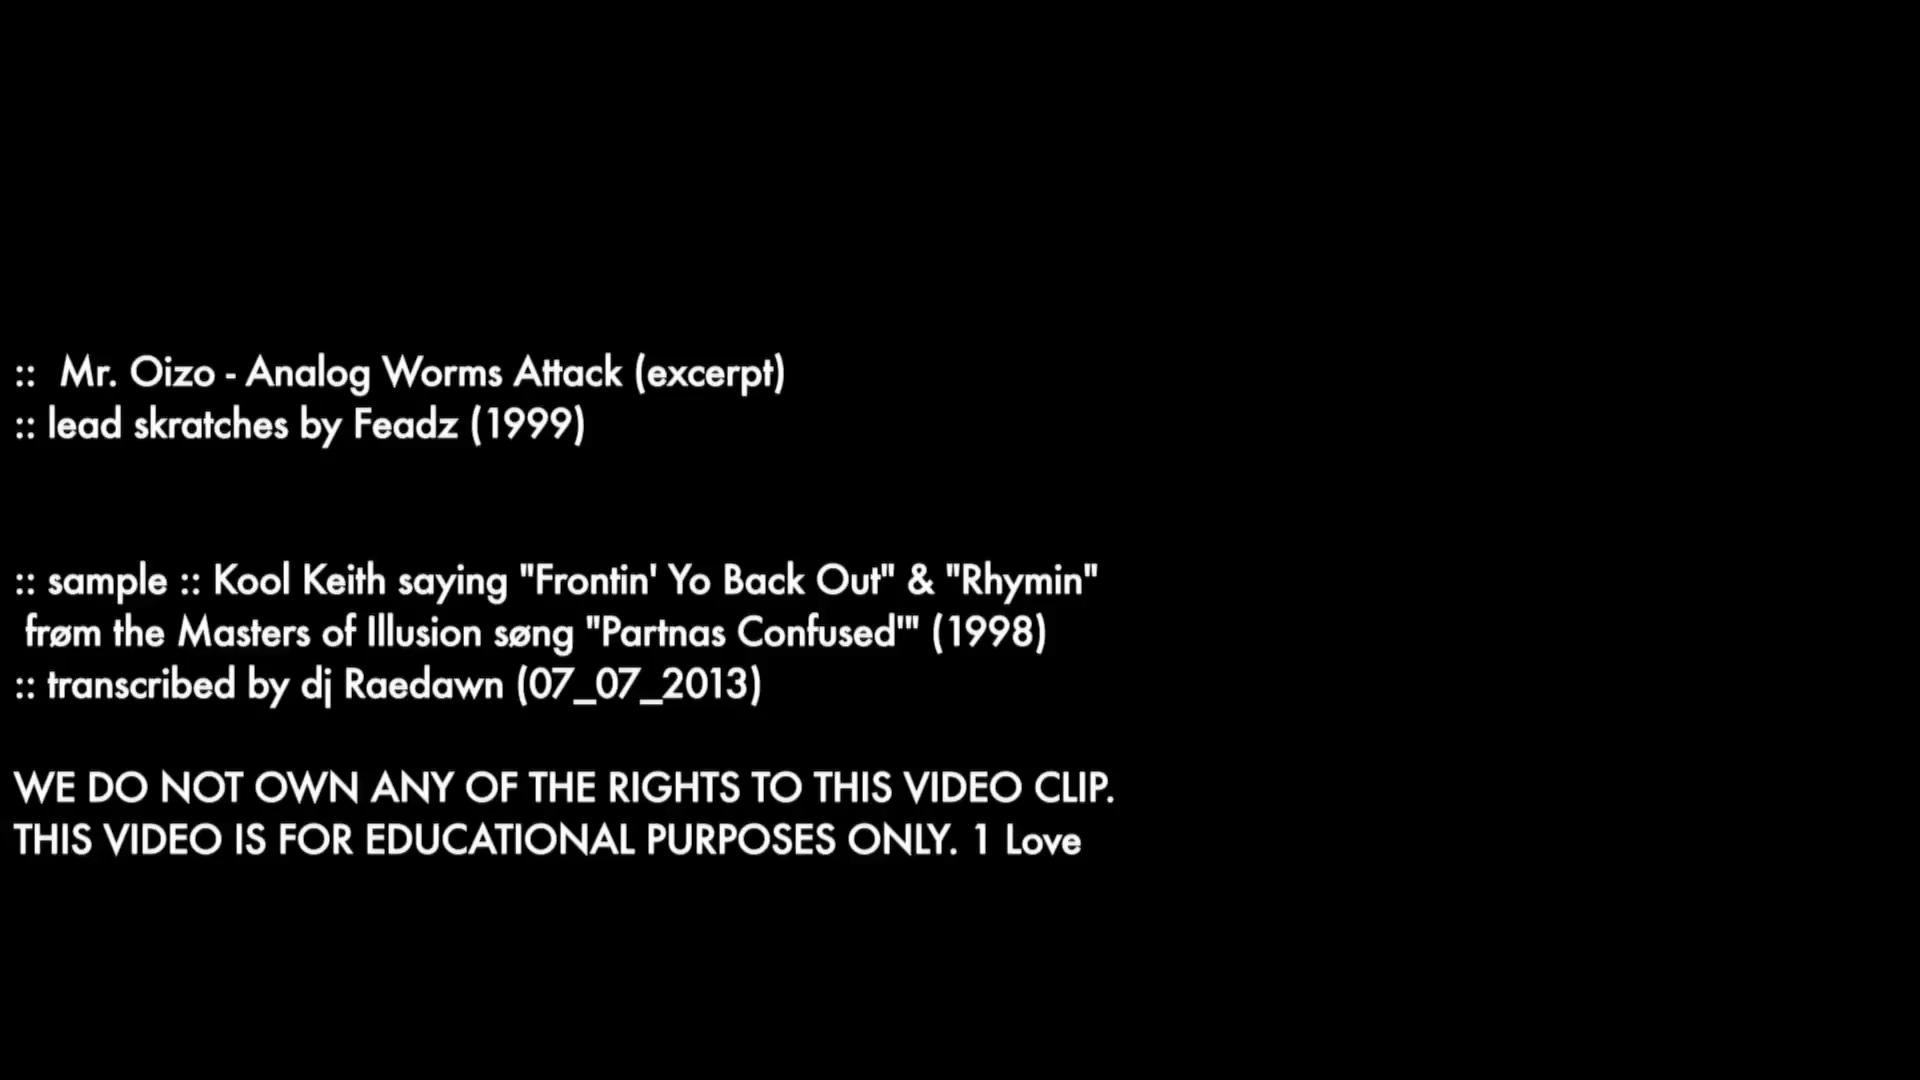 :: Mr. Oizo - Analog Worms Attack (excerpt)
:: lead skratches by Feadz (1999)
:: sample :: Kool Keith saying "Frontin' Yo Back Out" & "Rhymin"
frøm the Masters of Illusion søng "Partnas Confused'" (1998)
:: transcribed by dj Raedawn (07_07_2013)
WE DO NOT OWN ANY OF THE RIGHTS TO THIS VIDEO CLIP.
THIS VIDEO IS FOR EDUCATIONAL PURPOSES ONLY. 1 Love